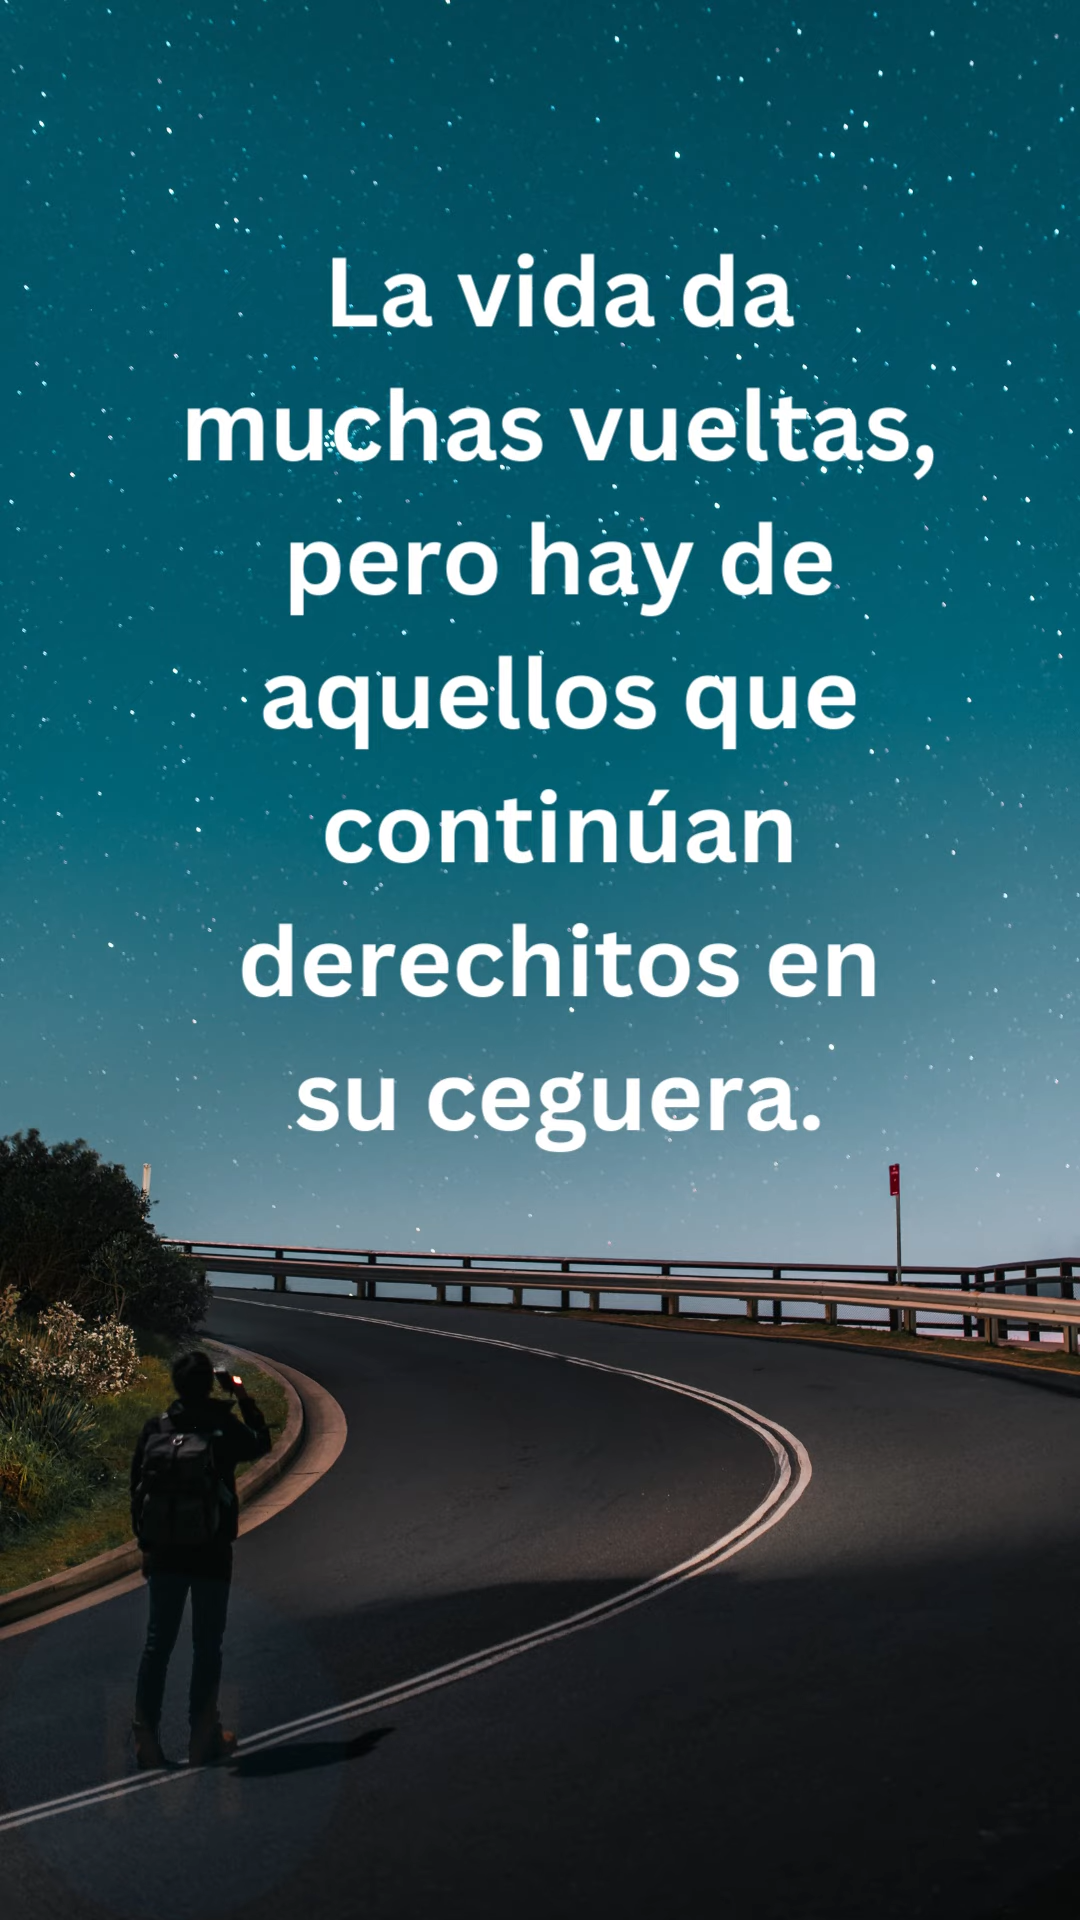 La vida da
muchas vueltas,
pero hay de
aquellos que
continúan
derechitos en
su ceguera.